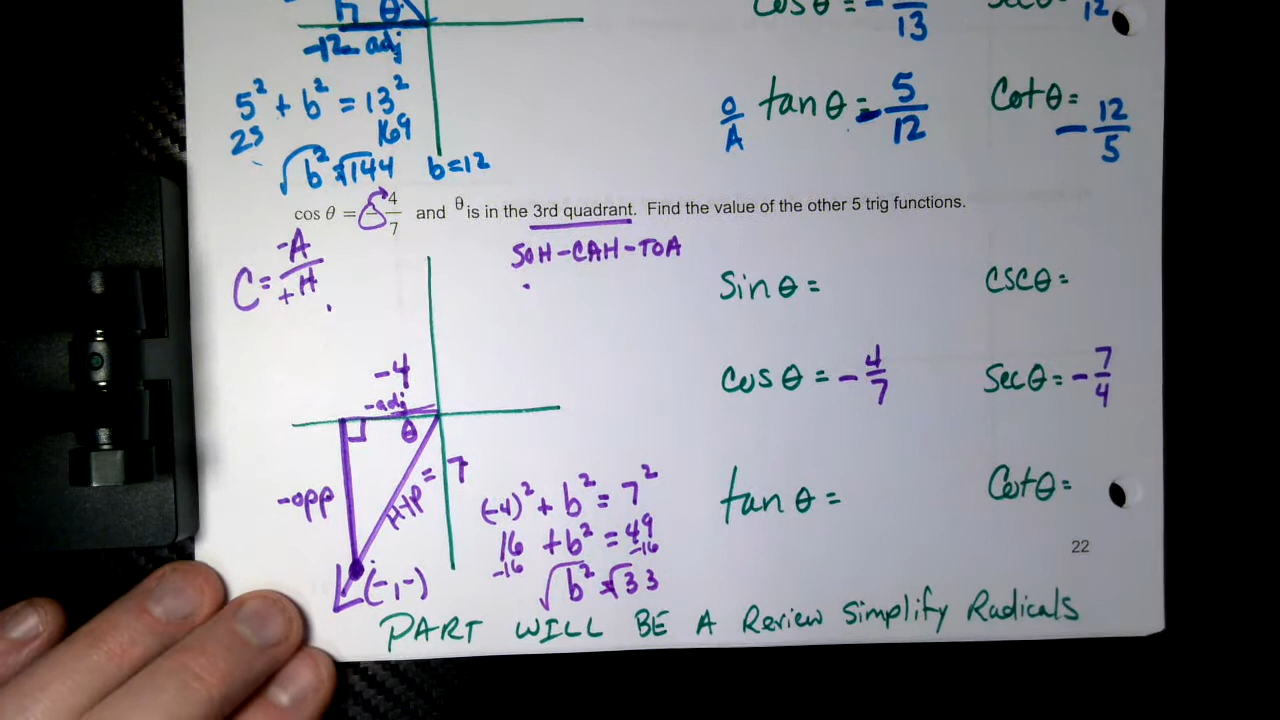 θ
-12 adj
cos θ = - /13
sec θ = /12
5² + b² = 13²
25 169
√b² = √144 b=12
O/A tan θ = - 5/12
cot θ = - 12/5
cos θ = - 4/7 and θ is in the 3rd quadrant. Find the value of the other 5 trig functions.
C = -A/+H
SOH-CAH-TOA
sin θ =
csc θ =
-4
-adj
θ
cos θ = - 4/7
sec θ = - 7/4
-opp
HYP = 7
(-4)² + b² = 7²
16 + b² = 49
-16 -16
√b² = √33
(-,-)
tan θ =
cot θ =
22
PART WILL BE A Review Simplify Radicals